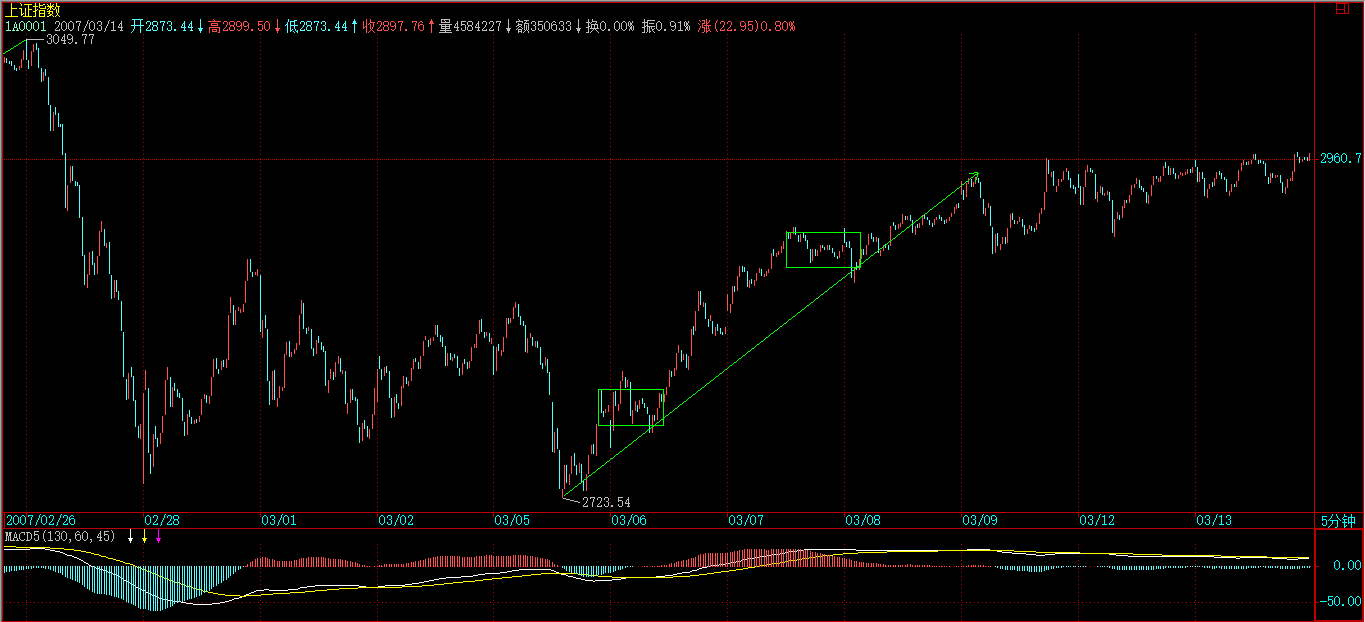 上证指数
1A0001 2007/03/14 开2873.44↓高2899.50↓低2873.44↑收2897.76↑量4584227↓额350633↓换0.00% 振0.91% 涨(22.95)0.80%
3049.77
2960.7
2723.54
2007/02/26 02/28 03/01 03/02 03/05 03/06 03/07 03/08 03/09 03/12 03/13 5分钟
MACD5(130,60,45) ↓ ↓ ↓
0.00
-50.00